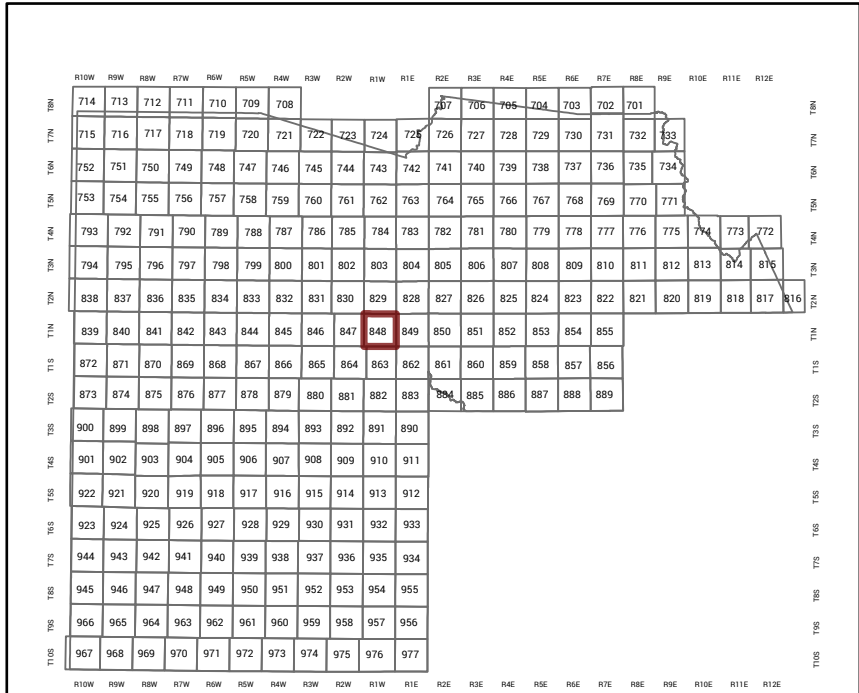 R10W R9W R8W R7W R6W R5W R4W R3W R2W R1W R1E R2E R3E R4E R5E R6E R7E R8E R9E R10E R11E R12E
T8N 714 713 712 711 710 709 708 707 706 705 704 703 702 701 T8N
T7N 715 716 717 718 719 720 721 722 723 724 725 726 727 728 729 730 731 732 733 T7N
T6N 752 751 750 749 748 747 746 745 744 743 742 741 740 739 738 737 736 735 734 T6N
T5N 753 754 755 756 757 758 759 760 761 762 763 764 765 766 767 768 769 770 771 T5N
T4N 793 792 791 790 789 788 787 786 785 784 783 782 781 780 779 778 777 776 775 774 773 772 T4N
T3N 794 795 796 797 798 799 800 801 802 803 804 805 806 807 808 809 810 811 812 813 814 815 T3N
T2N 838 837 836 835 834 833 832 831 830 829 828 827 826 825 824 823 822 821 820 819 818 817 816 T2N
T1N 839 840 841 842 843 844 845 846 847 848 849 850 851 852 853 854 855 T1N
T1S 872 871 870 869 868 867 866 865 864 863 862 861 860 859 858 857 856 T1S
T2S 873 874 875 876 877 878 879 880 881 882 883 884 885 886 887 888 889 T2S
T3S 900 899 898 897 896 895 894 893 892 891 890 T3S
T4S 901 902 903 904 905 906 907 908 909 910 911 T4S
T5S 922 921 920 919 918 917 916 915 914 913 912 T5S
T6S 923 924 925 926 927 928 929 930 931 932 933 T6S
T7S 944 943 942 941 940 939 938 937 936 935 934 T7S
T8S 945 946 947 948 949 950 951 952 953 954 955 T8S
T9S 966 965 964 963 962 961 960 959 958 957 956 T9S
T10S 967 968 969 970 971 972 973 974 975 976 977 T10S
R10W R9W R8W R7W R6W R5W R4W R3W R2W R1W R1E R2E R3E R4E R5E R6E R7E R8E R9E R10E R11E R12E